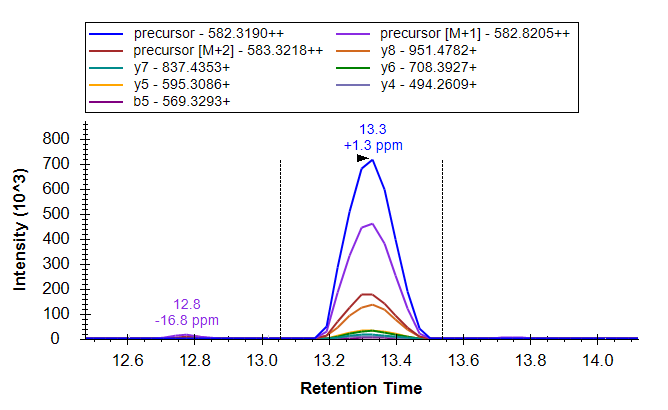 precursor - 582.3190++ precursor [M+1] - 582.8205++
precursor [M+2] - 583.3218++ y8 - 951.4782+
y7 - 837.4353+ y6 - 708.3927+
y5 - 595.3086+ y4 - 494.2609+
b5 - 569.3293+
13.3
+1.3 ppm
800
700
600
500
400
300
200
100
0
Intensity (10^3)
12.8
-16.8 ppm
12.6 12.8 13.0 13.2 13.4 13.6 13.8 14.0
Retention Time